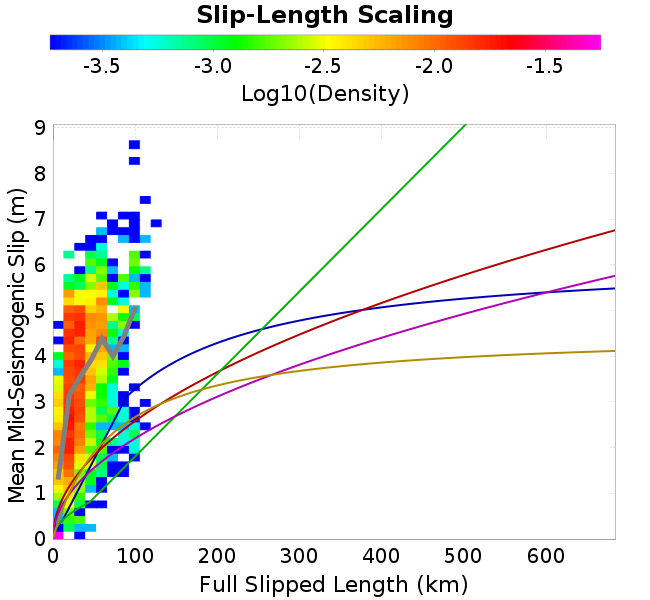 Slip-Length Scaling
-3.5 -3.0 -2.5 -2.0 -1.5
Log10(Density)
9
8
7
6
5
4
3
2
1
0
Mean Mid-Seismogenic Slip (m)
0 100 200 300 400 500 600
Full Slipped Length (km)